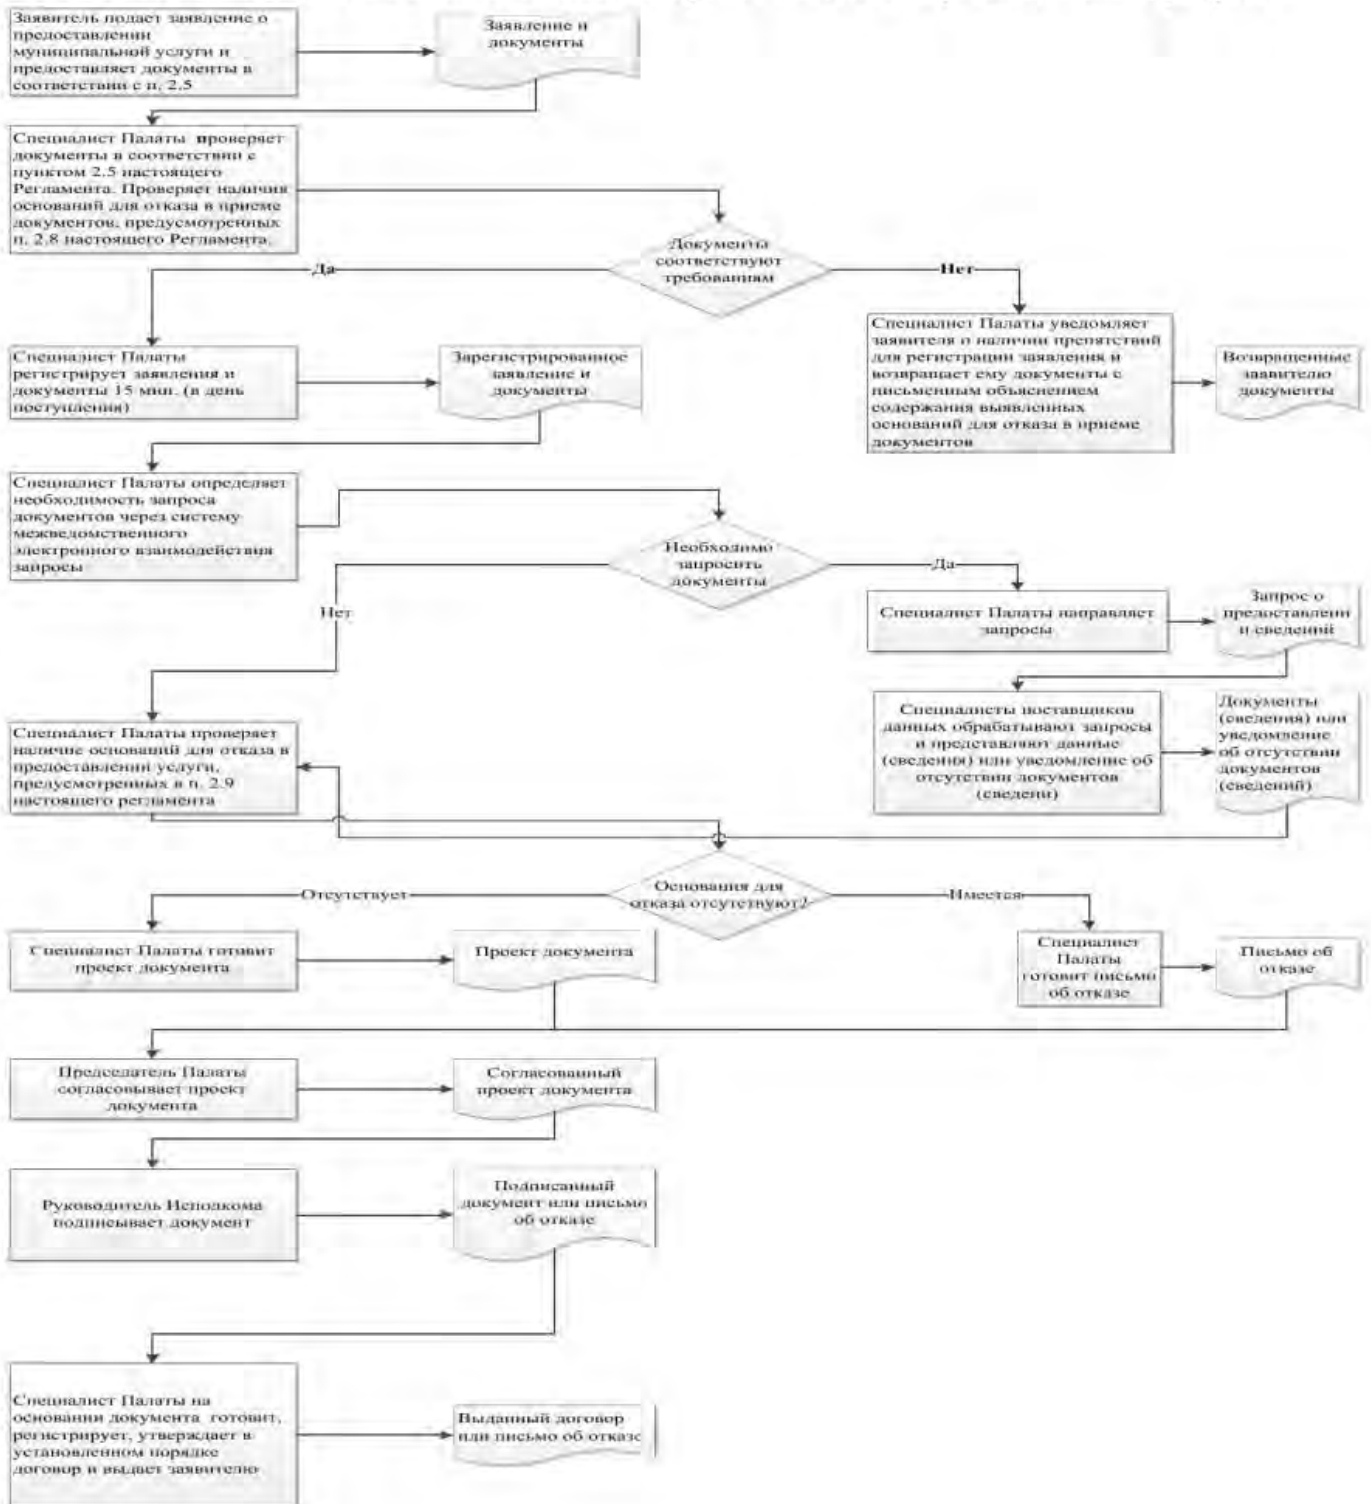 Заявитель подает заявление о
предоставлении
муниципальной услуги и
предоставляет документы в
соответствии с п. 2.5
Заявление и
документы
Специалист Палаты проверяет
документы в соответствии с
пунктом 2.5 настоящего
Регламента. Проверяет наличия
оснований для отказа в приеме
документов, предусмотренных
п. 2.8 настоящего Регламента.
Документы
соответствуют
требованиям
Да
Нет
Специалист Палаты
регистрирует заявления и
документы 15 мин. (в день
поступления)
Зарегистрированное
заявление и
документы
Специалист Палаты уведомляет
заявителя о наличии препятствий
для регистрации заявления и
возвращает ему документы с
письменным объяснением
содержания выявленных
оснований для отказа в приеме
документов
Возвращенные
заявителю
документы
Специалист Палаты определяет
необходимость запроса
документов через систему
межведомственного
электронного взаимодействия
запросы
Необходимо
запросить
документы
Да
Нет
Специалист Палаты направляет
запросы
Запрос о
предоставлени
и сведений
Специалисты поставщиков
данных обрабатывают запросы
и представляют данные
(сведения) или уведомление об
отсутствии документов
(сведени)
Документы
(сведения) или
уведомление
об отсутствии
документов
(сведений)
Специалист Палаты проверяет
наличие оснований для отказа в
предоставлении услуги,
предусмотренных в п. 2.9
настоящего регламента
Основания для
отказа отсутствуют?
Отсутствует
Имеется
Специалист Палаты готовит
проект документа
Проект документа
Специалист
Палаты
готовит письмо
об отказе
Письмо об
отказе
Председатель Палаты
согласовывает проект
документа
Согласованный
проект документа
Руководитель Исполкома
подписывает документ
Подписанный
документ или письмо
об отказе
Специалист Палаты на
основании документа готовит,
регистрирует, утверждает в
установленном порядке
договор и выдает заявителю
Выданный договор
или письмо об отказе